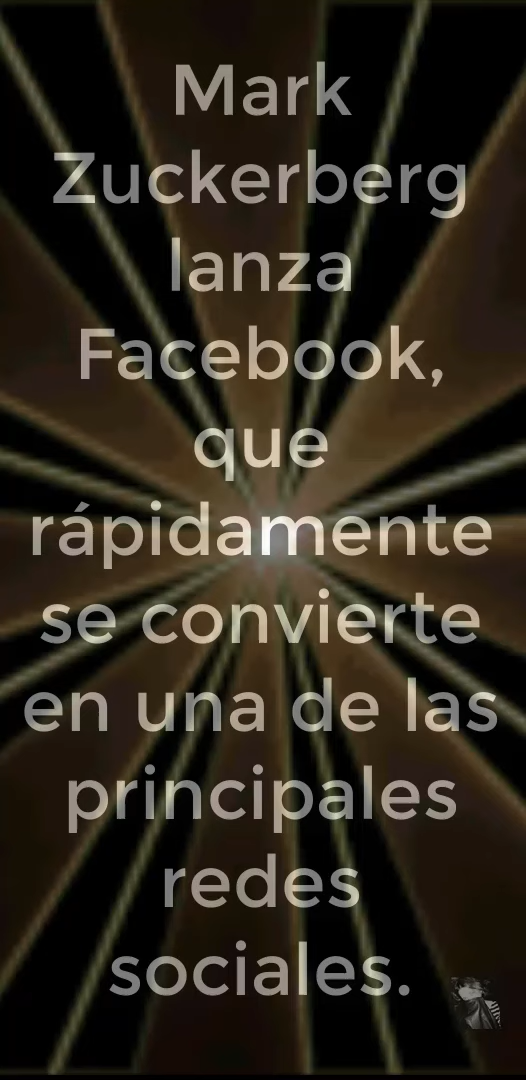 Mark
Zuckerberg
lanza
Facebook,
que
rápidamente
se convierte
en una de las
principales
redes
sociales.